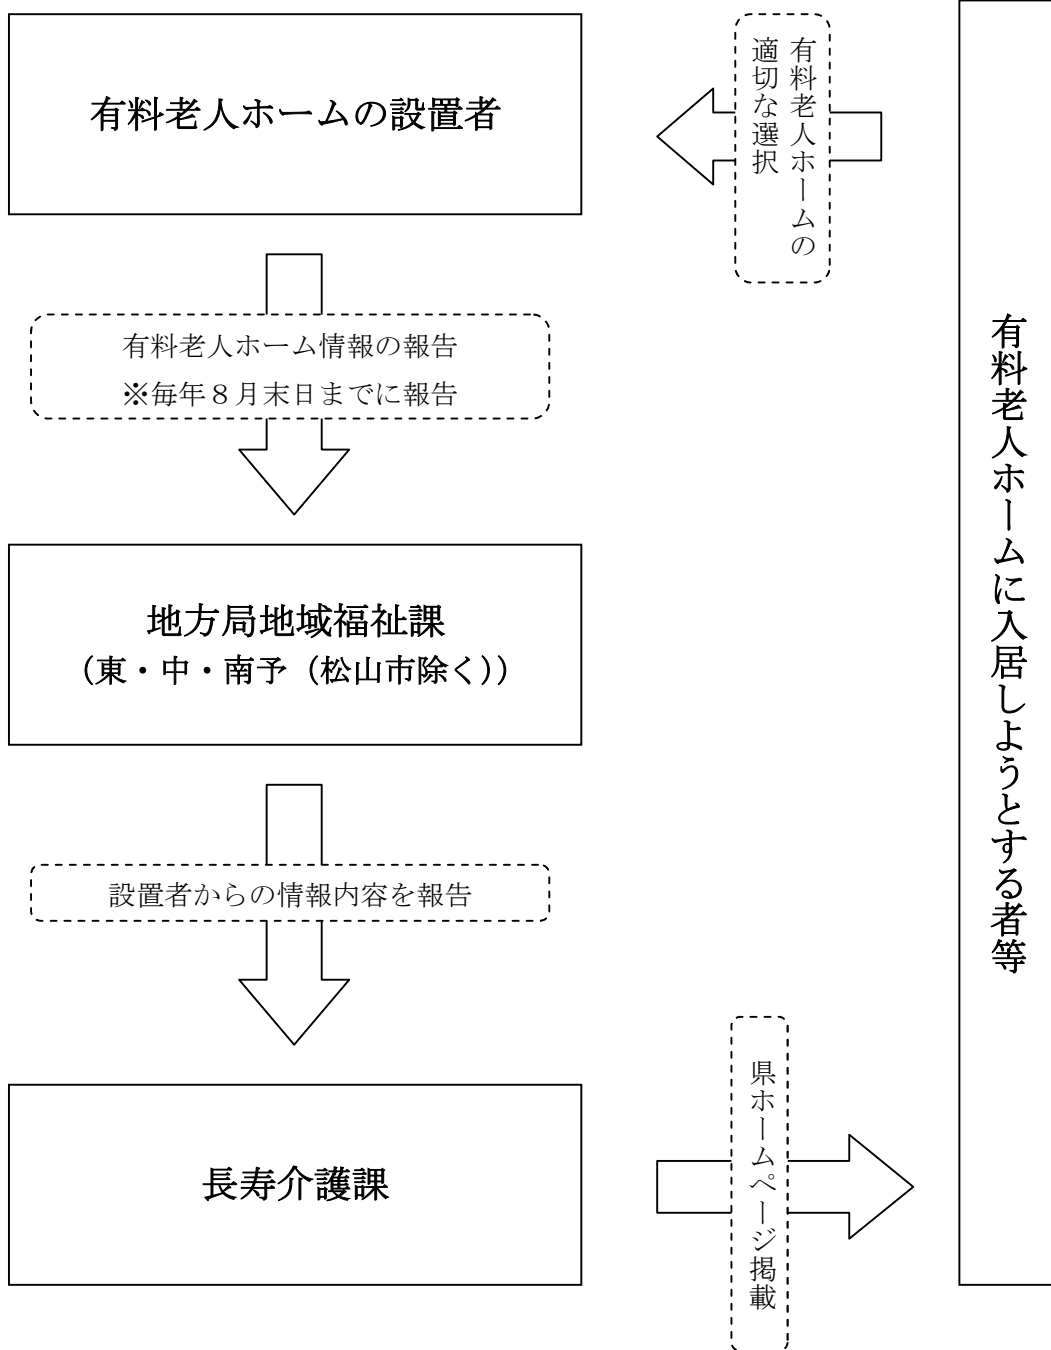 有料老人ホームの設置者
有料老人ホームの
適切な選択
有料老人ホーム情報の報告
※毎年８月末日までに報告
地方局地域福祉課
（東・中・南予（松山市除く））
設置者からの情報内容を報告
長寿介護課
県ホームページ掲載
有料老人ホームに入居しようとする者等